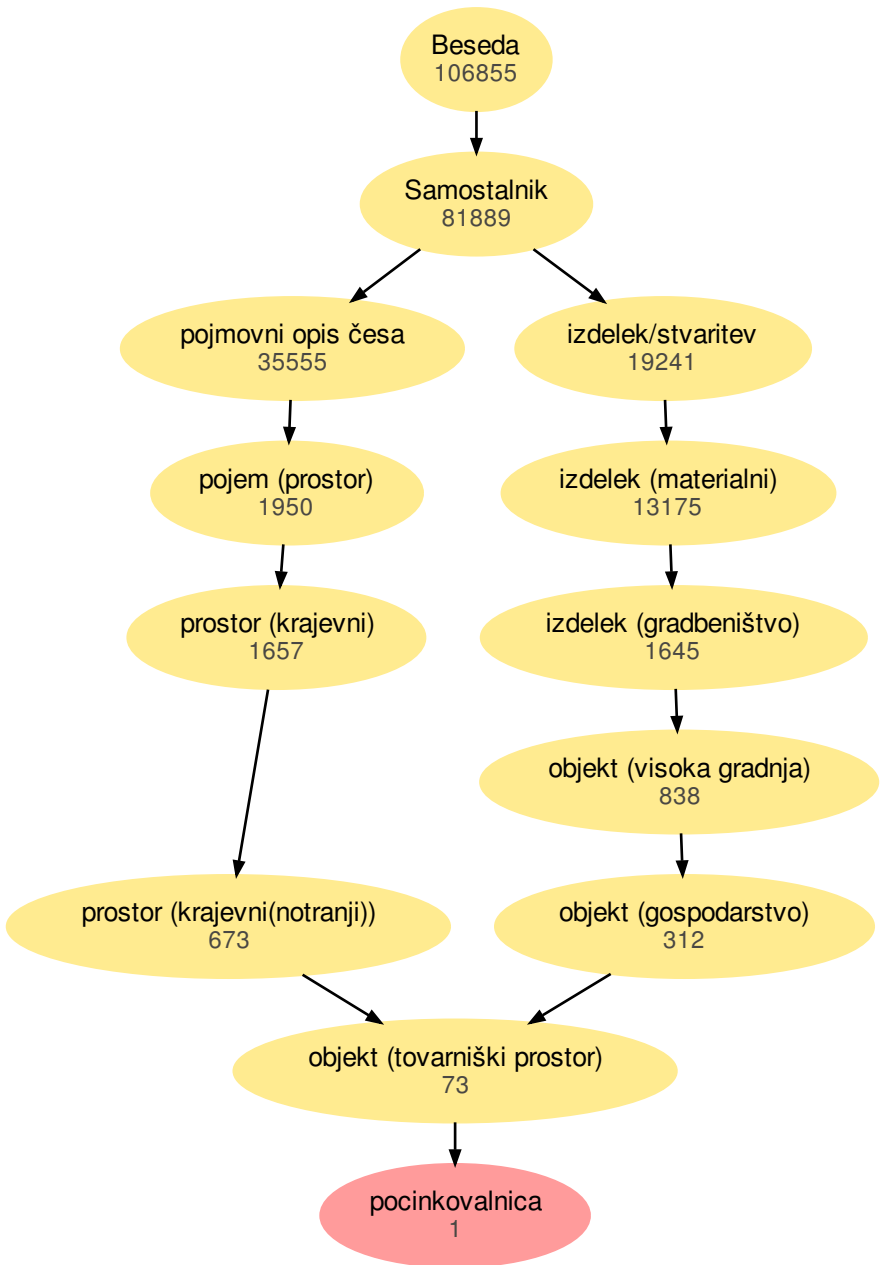 Beseda
106855
Samostalnik
81889
pojmovni opis česa
35555
izdelek/stvaritev
19241
pojem (prostor)
1950
izdelek (materialni)
13175
prostor (krajevni)
1657
izdelek (gradbeništvo)
1645
objekt (visoka gradnja)
838
prostor (krajevni(notranji))
673
objekt (gospodarstvo)
312
objekt (tovarniški prostor)
73
pocinkovalnica
1